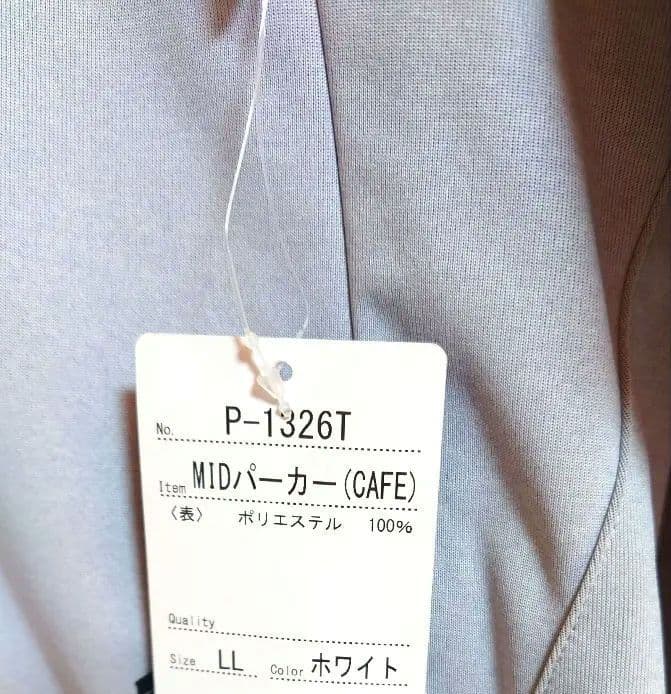 No. P-1326T
Item MIDパーカー(CAFE)
〈表〉 ポリエステル 100%
Quality
Size LL Color ホワイト